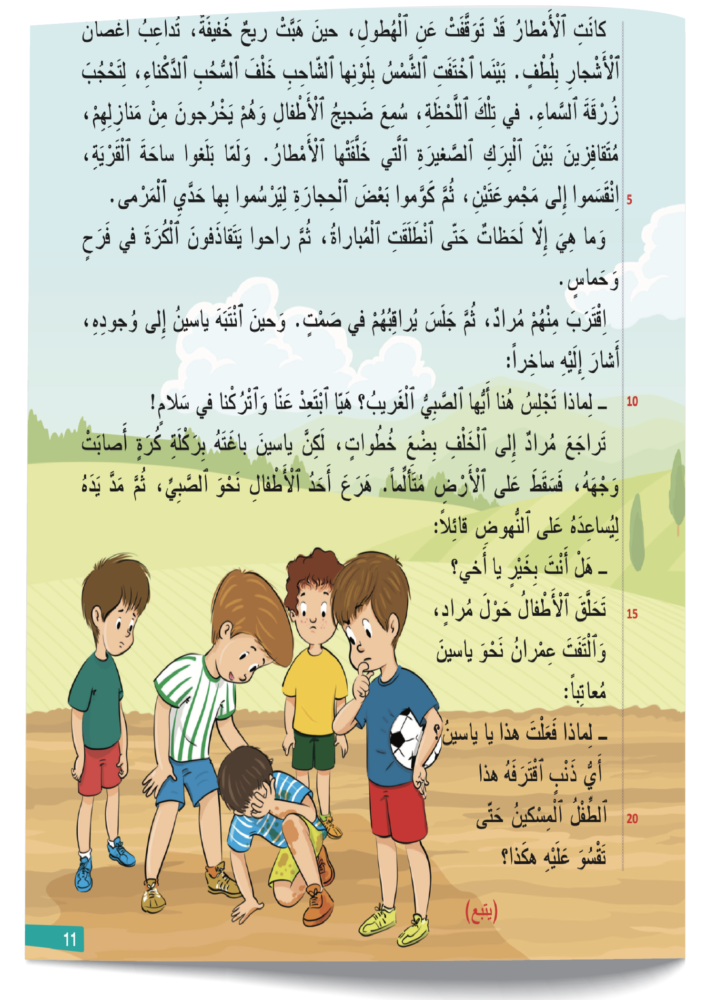 كانَتِ ٱلْأَمْطارُ قَدْ تَوَقَّفَتْ عَنِ ٱلْهُطولِ، حينَ هَبَّتْ ريحٌ خَفيفَةٌ، تُداعِبُ أَغْصانَ
ٱلْأَشْجارِ بِلُطْفٍ. بَيْنَما ٱخْتَفَتِ ٱلشَّمْسُ بِلَوْنِها ٱلشّاحِبِ خَلْفَ ٱلسُّحُبِ ٱلدَّكْناءِ، لِتَحْجُبَ
زُرْقَةَ ٱلسَّماءِ. في تِلْكَ ٱللَّحْظَةِ، سُمِعَ ضَجيجُ ٱلْأَطْفالِ وَهُمْ يَخْرُجونَ مِنْ مَنازِلِهِمْ،
مُتَقافِزينَ بَيْنَ ٱلْبِرَكِ ٱلصَّغيرَةِ ٱلَّتي خَلَّفَتْها ٱلْأَمْطارُ. وَلَمّا بَلَغوا ساحَةَ ٱلْقَرْيَةِ،
5 اِنْقَسَموا إِلى مَجْموعَتَيْنِ، ثُمَّ كَوَّموا بَعْضَ ٱلْحِجارَةِ لِيَرْسُموا بِها حَدَّيِ ٱلْمَرْمى.
وَما هِيَ إِلّا لَحَظاتٌ حَتّى ٱنْطَلَقَتِ ٱلْمُباراةُ، ثُمَّ راحوا يَتَقاذَفونَ ٱلْكُرَةَ في فَرَحٍ
وَحَماسٍ.
اِقْتَرَبَ مِنْهُمْ مُرادٌ، ثُمَّ جَلَسَ يُراقِبُهُمْ في صَمْتٍ. وَحينَ ٱنْتَبَهَ ياسينُ إِلى وُجودِهِ،
أَشارَ إِلَيْهِ ساخِراً:
10 ـ لِماذا تَجْلِسُ هُنا أَيُّها ٱلصَّبِيُّ ٱلْغَريبُ؟ هَيّا ٱبْتَعِدْ عَنّا وَٱتْرُكْنا في سَلامٍ!
تَراجَعَ مُرادٌ إِلى ٱلْخَلْفِ بِضْعَ خُطُواتٍ، لَكِنَّ ياسينَ باغَتَهُ بِرَكْلَةِ كُرَةٍ أَصابَتْ
وَجْهَهُ، فَسَقَطَ عَلى ٱلْأَرْضِ مُتَأَلِّماً. هَرَعَ أَحَدُ ٱلْأَطْفالِ نَحْوَ ٱلصَّبِيِّ، ثُمَّ مَدَّ يَدَهُ
لِيُساعِدَهُ عَلى ٱلنُّهوضِ قائِلاً:
ـ هَلْ أَنْتَ بِخَيْرٍ يا أَخي؟
15 تَحَلَّقَ ٱلْأَطْفالُ حَوْلَ مُرادٍ،
وَٱلْتَفَتَ عِمْرانُ نَحْوَ ياسينَ
مُعاتِباً:
ـ لِماذا فَعَلْتَ هذا يا ياسينُ؟
أَيُّ ذَنْبٍ ٱقْتَرَفَهُ هذا
20 ٱلطِّفْلُ ٱلْمِسْكينُ حَتّى
تَقْسُوَ عَلَيْهِ هكَذا؟
(يتبع)
11